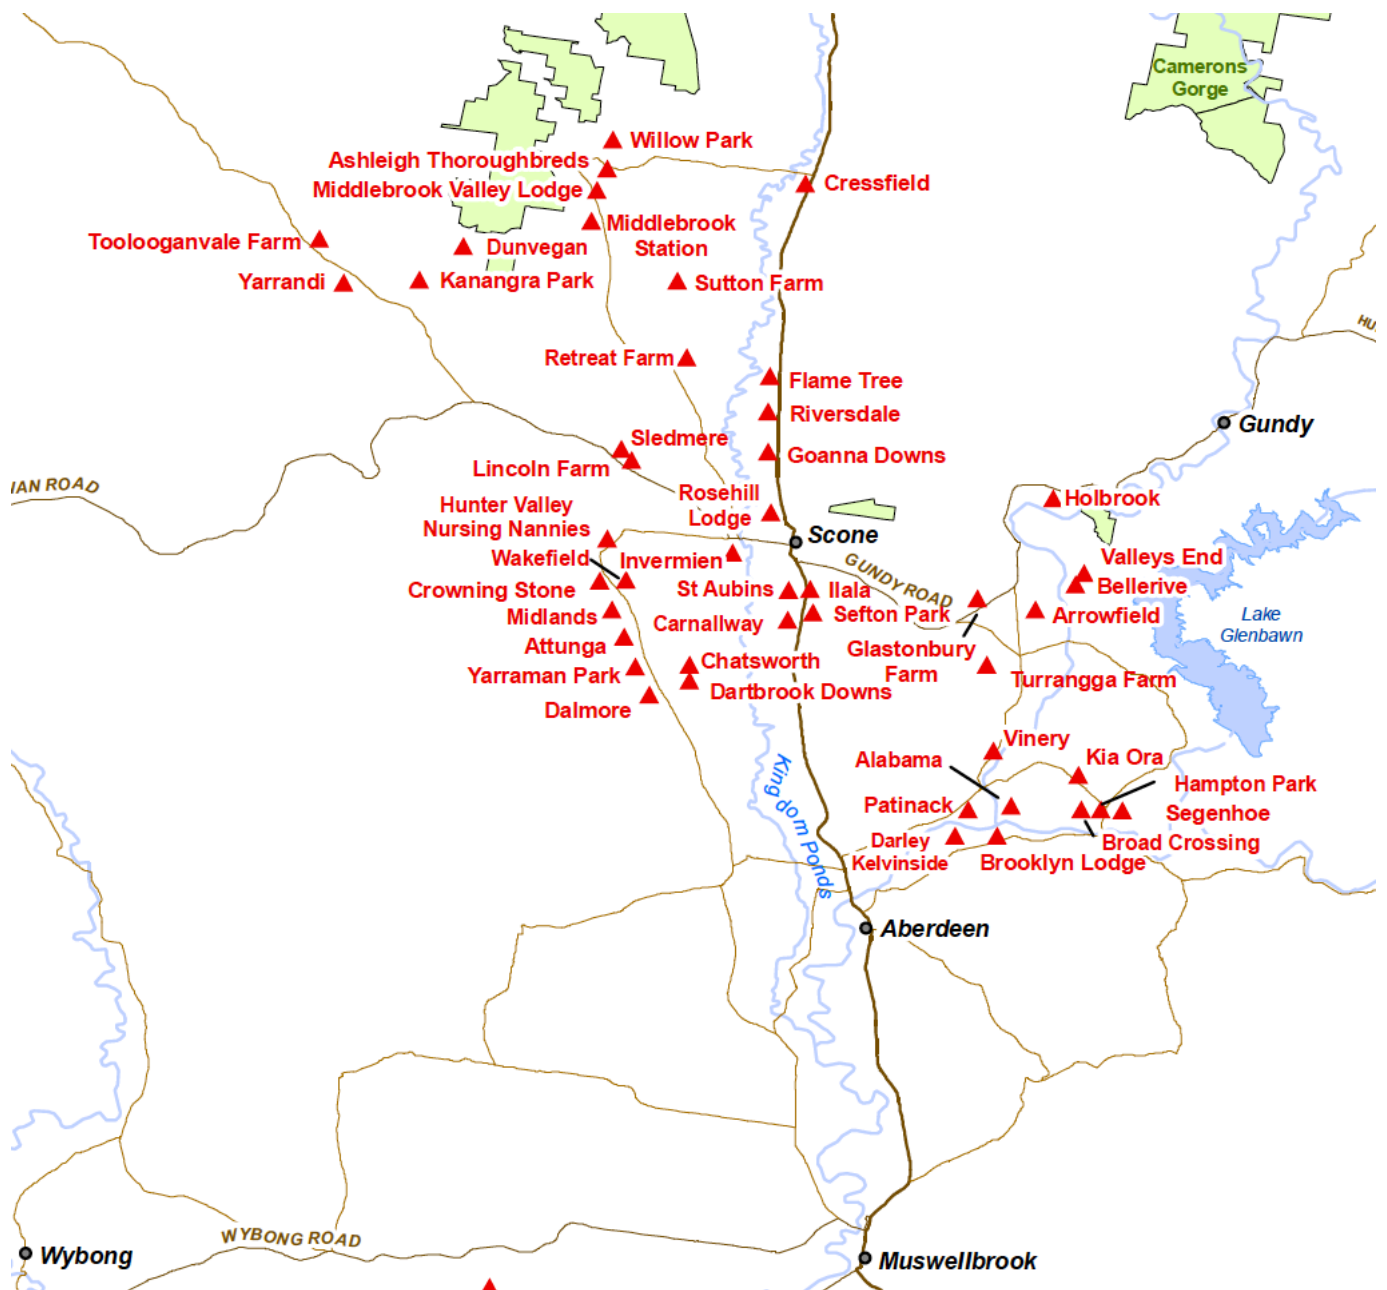 Camerons
Gorge
Willow Park
Ashleigh Thoroughbreds
Middlebrook Valley Lodge
Cressfield
Middlebrook
Station
Toolooganvale Farm
Dunvegan
Yarrandi
Kanangra Park
Sutton Farm
HU
Retreat Farm
Flame Tree
Riversdale
Gundy
Sledmere
Goanna Downs
Lincoln Farm
IAN ROAD
Rosehill
Lodge
Holbrook
Hunter Valley
Nursing Nannies
Scone
Wakefield
Invermien
GUNDY ROAD
Valleys End
Bellerive
Crowning Stone
St Aubins
Ilala
Midlands
Carnallway
Sefton Park
Arrowfield
Lake
Glenbawn
Attunga
Glastonbury
Farm
Chatsworth
Yarraman Park
Turrangga Farm
Dartbrook Downs
Dalmore
Vinery
Alabama
Kia Ora
King Dom Ponds
Hampton Park
Patinack
Segenhoe
Darley
Kelvinside
Broad Crossing
Brooklyn Lodge
Aberdeen
WYBONG ROAD
Wybong
Muswellbrook